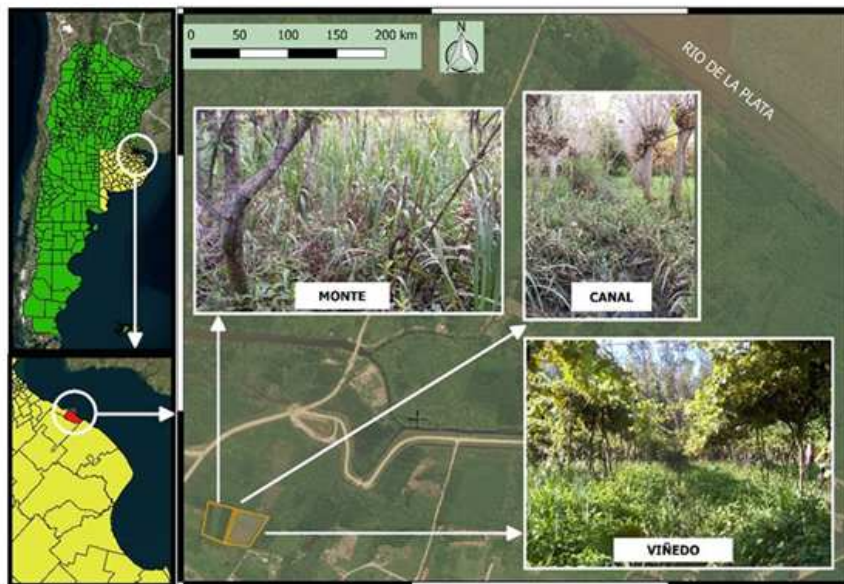 0 50 100 150 200 km
N
RIO DE LA PLATA
MONTE
CANAL
VIÑEDO